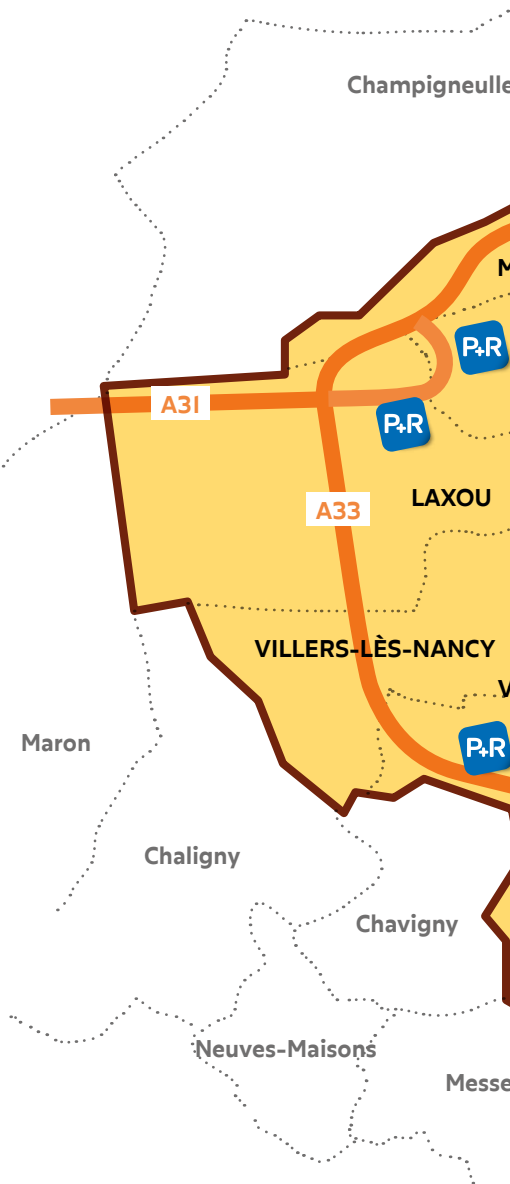 Champigneulle
M
P+R
A31
P+R
LAXOU
A33
VILLERS-LÈS-NANCY
V
Maron
P+R
Chaligny
Chavigny
Neuves-Maisons
Messe